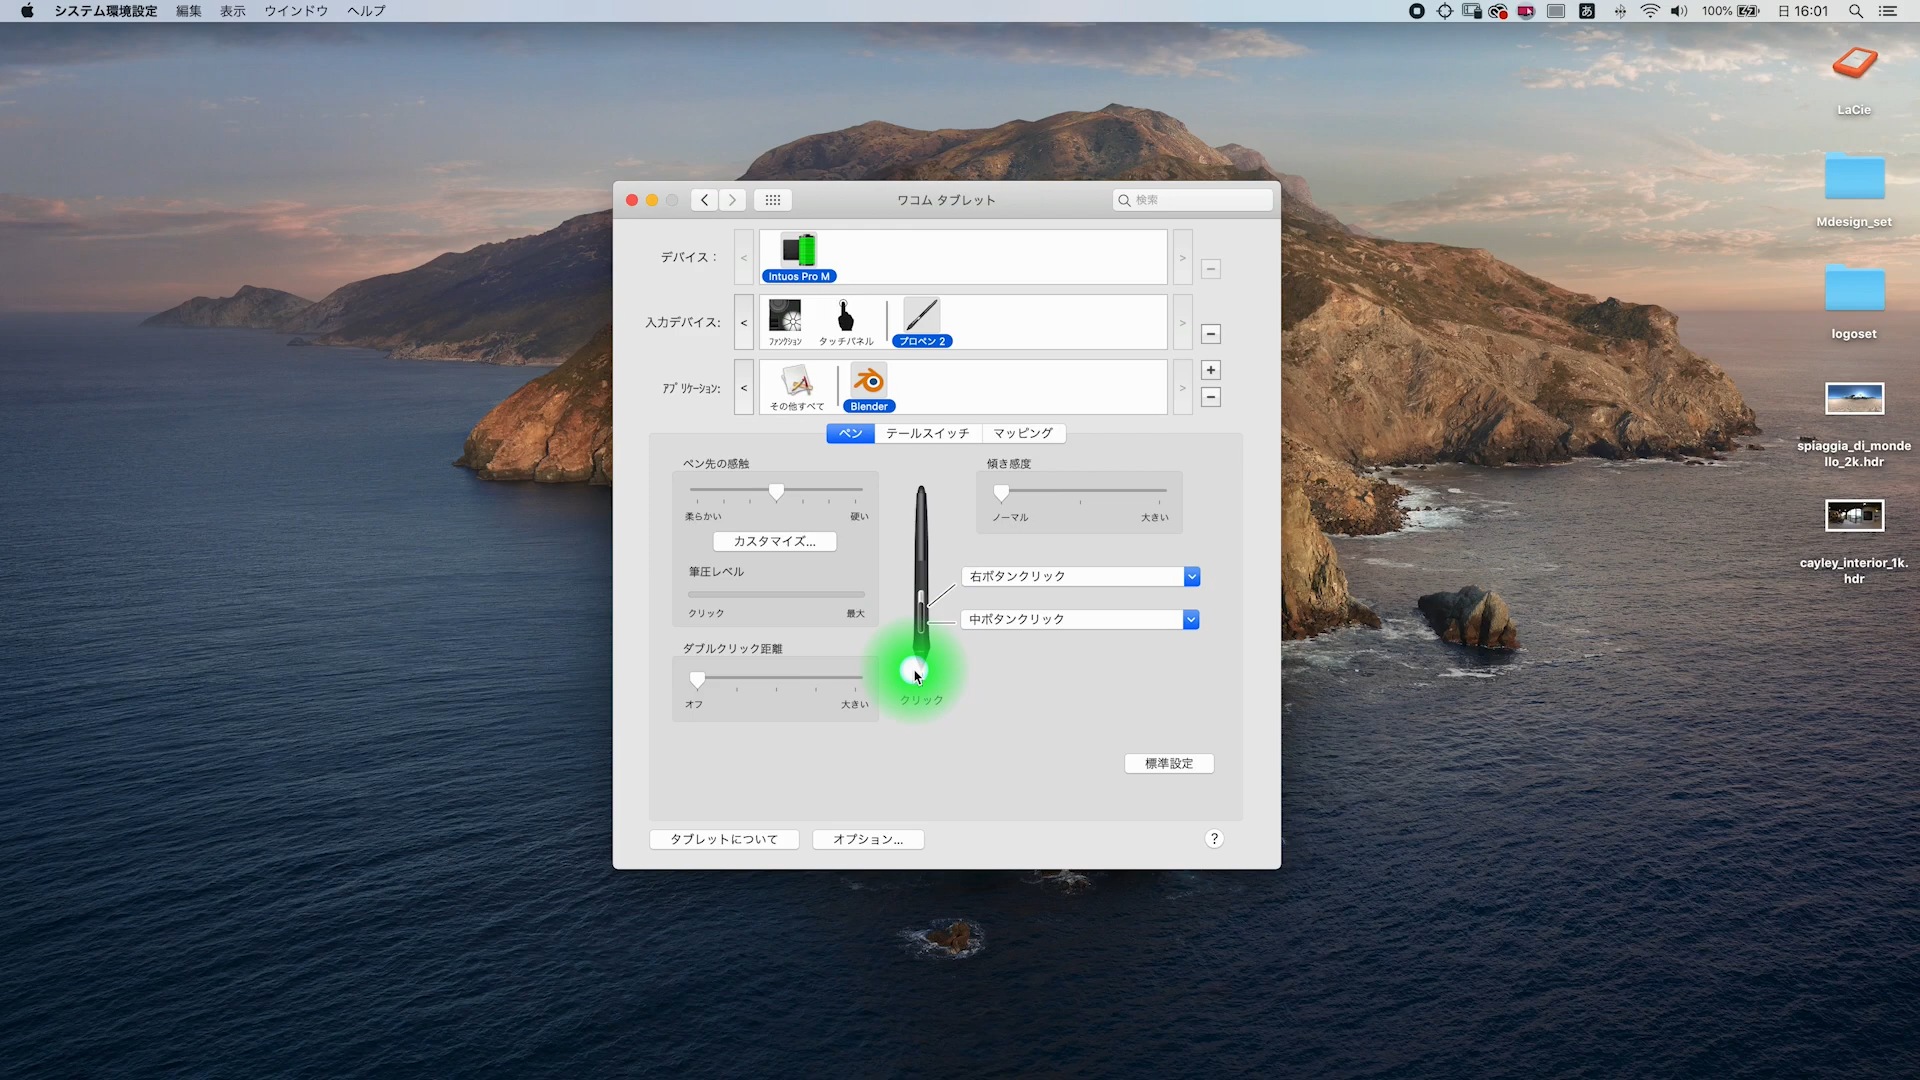 システム環境設定 編集 表示 ウインドウ ヘルプ
あ 100% 日 16:01
LaCie
Mdesign_set
logoset
spiaggia_di_monde
llo_2k.hdr
cayley_interior_1k.
hdr
ワコム タブレット
検索
デバイス：
Intuos Pro M
入力デバイス:
ファンクション タッチパネル プロペン 2
アプリケーション:
その他すべて Blender
ペン テールスイッチ マッピング
ペン先の感触
柔らかい 硬い
カスタマイズ...
筆圧レベル
クリック 最大
ダブルクリック距離
オフ 大きい
傾き感度
ノーマル 大きい
右ボタンクリック
中ボタンクリック
クリック
標準設定
タブレットについて オプション... ?